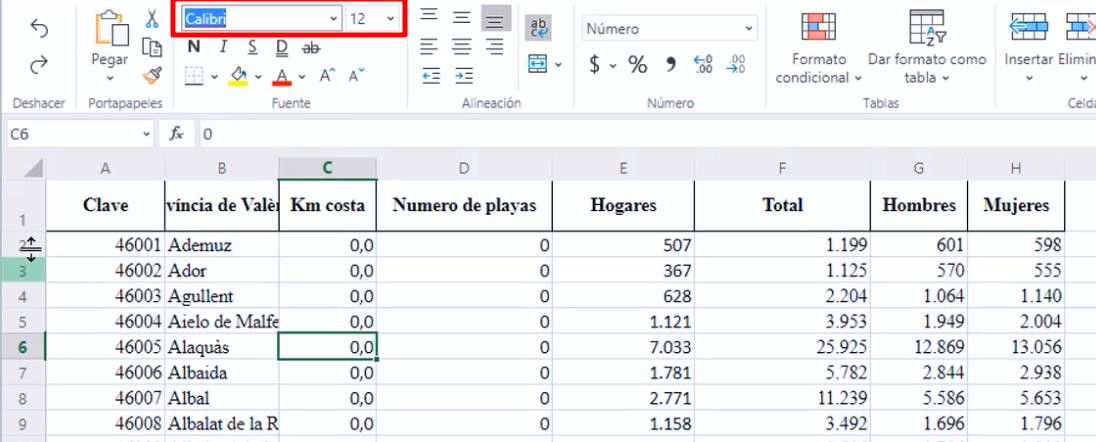 Calibri 12
Pegar
N I S D ab
A A A
ab
Número
$ % 000
Formato condicional
Dar formato como tabla
Insertar Elimin
Deshacer Portapapeles Fuente Alineación Número Tablas Celda
C6 fx 0
A B C D E F G H
1 Clave víncia de Valè Km costa Numero de playas Hogares Total Hombres Mujeres
2 46001 Ademuz 0,0 0 507 1.199 601 598
3 46002 Ador 0,0 0 367 1.125 570 555
4 46003 Agullent 0,0 0 628 2.204 1.064 1.140
5 46004 Aielo de Malfe 0,0 0 1.121 3.953 1.949 2.004
6 46005 Alaquàs 0,0 0 7.033 25.925 12.869 13.056
7 46006 Albaida 0,0 0 1.781 5.782 2.844 2.938
8 46007 Albal 0,0 0 2.771 11.239 5.586 5.653
9 46008 Albalat de la R 0,0 0 1.158 3.492 1.696 1.796